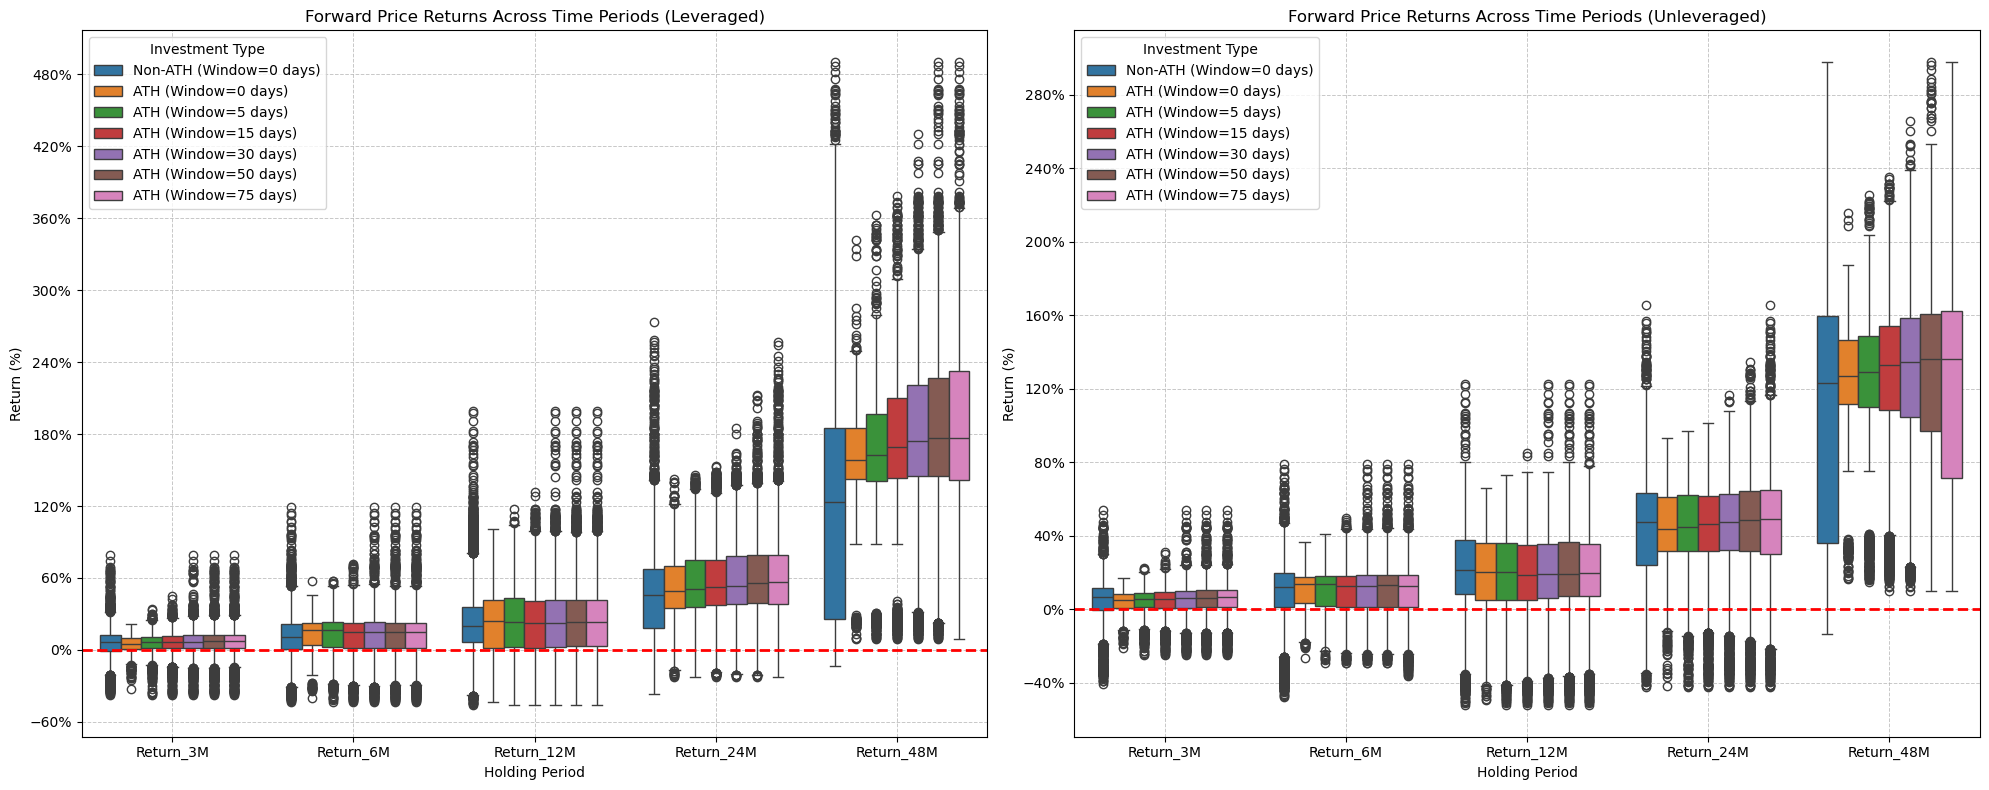 Forward Price Returns Across Time Periods (Leveraged)
Return (%)
480%
420%
360%
300%
240%
180%
120%
60%
0%
−60%
Investment Type
Non-ATH (Window=0 days)
ATH (Window=0 days)
ATH (Window=5 days)
ATH (Window=15 days)
ATH (Window=30 days)
ATH (Window=50 days)
ATH (Window=75 days)
Return_3M
Return_6M
Return_12M
Return_24M
Return_48M
Holding Period
Forward Price Returns Across Time Periods (Unleveraged)
Return (%)
280%
240%
200%
160%
120%
80%
40%
0%
−40%
Investment Type
Non-ATH (Window=0 days)
ATH (Window=0 days)
ATH (Window=5 days)
ATH (Window=15 days)
ATH (Window=30 days)
ATH (Window=50 days)
ATH (Window=75 days)
Return_3M
Return_6M
Return_12M
Return_24M
Return_48M
Holding Period